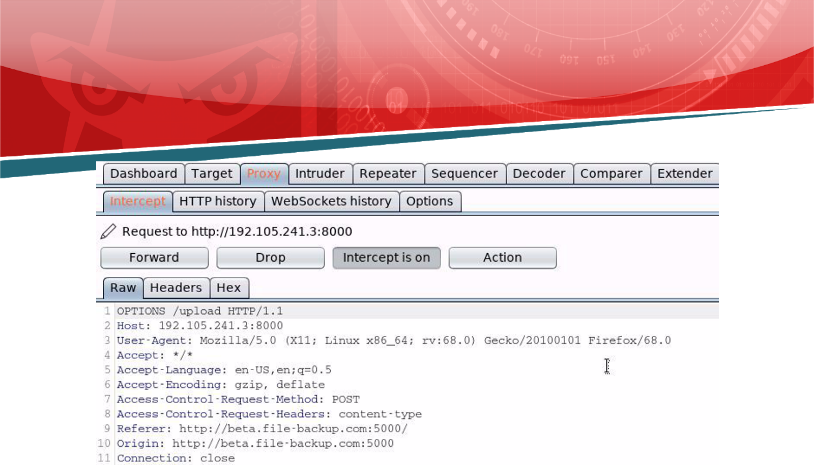 Dashboard Target Proxy Intruder Repeater Sequencer Decoder Comparer Extender
Intercept HTTP history WebSockets history Options
Request to http://192.105.241.3:8000
Forward Drop Intercept is on Action
Raw Headers Hex
1 OPTIONS /upload HTTP/1.1
2 Host: 192.105.241.3:8000
3 User-Agent: Mozilla/5.0 (X11; Linux x86_64; rv:68.0) Gecko/20100101 Firefox/68.0
4 Accept: */*
5 Accept-Language: en-US,en;q=0.5
6 Accept-Encoding: gzip, deflate
7 Access-Control-Request-Method: POST
8 Access-Control-Request-Headers: content-type
9 Referer: http://beta.file-backup.com:5000/
10 Origin: http://beta.file-backup.com:5000
11 Connection: close